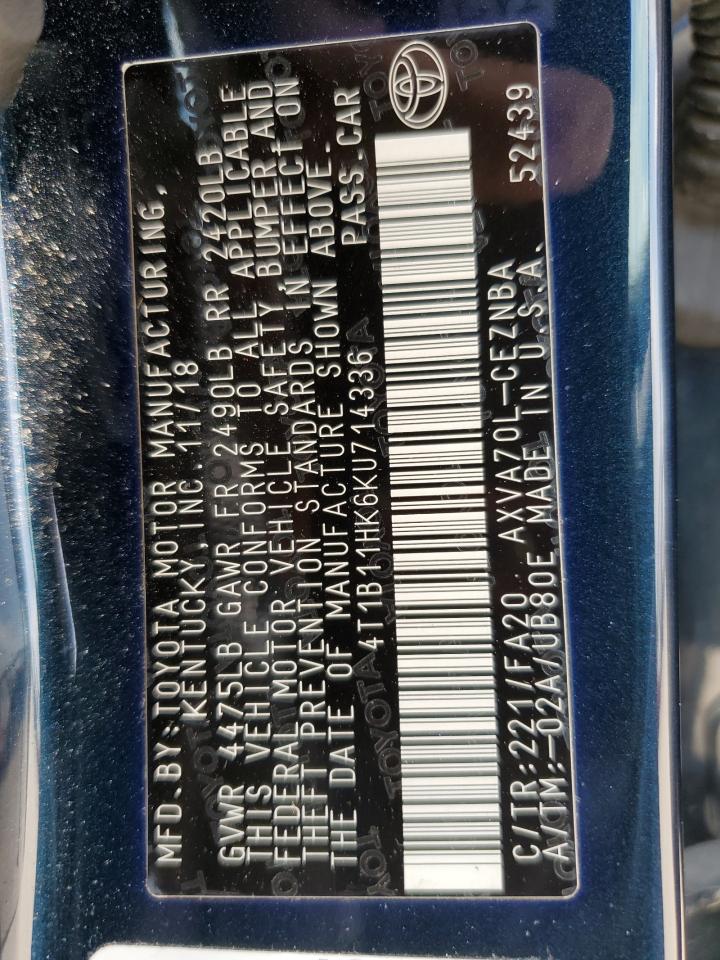 MFD.BY:TOYOTA MOTOR MANUFACTURING,
KENTUCKY, INC. 11/18
GVWR 4475LB GAWR FR 2490LB RR 2420LB
THIS VEHICLE CONFORMS TO ALL APPLICABLE
FEDERAL MOTOR VEHICLE SAFETY, BUMPER AND
THEFT PREVENTION STANDARDS IN EFFECT ON
THE DATE OF MANUFACTURE SHOWN ABOVE.
4T1B11HK6KU714336 PASS.CAR
C/TR:221/FA20 AXVA70L-CEZNBA 52439
A/TM:-02A/UB80E MADE IN U.S.A.